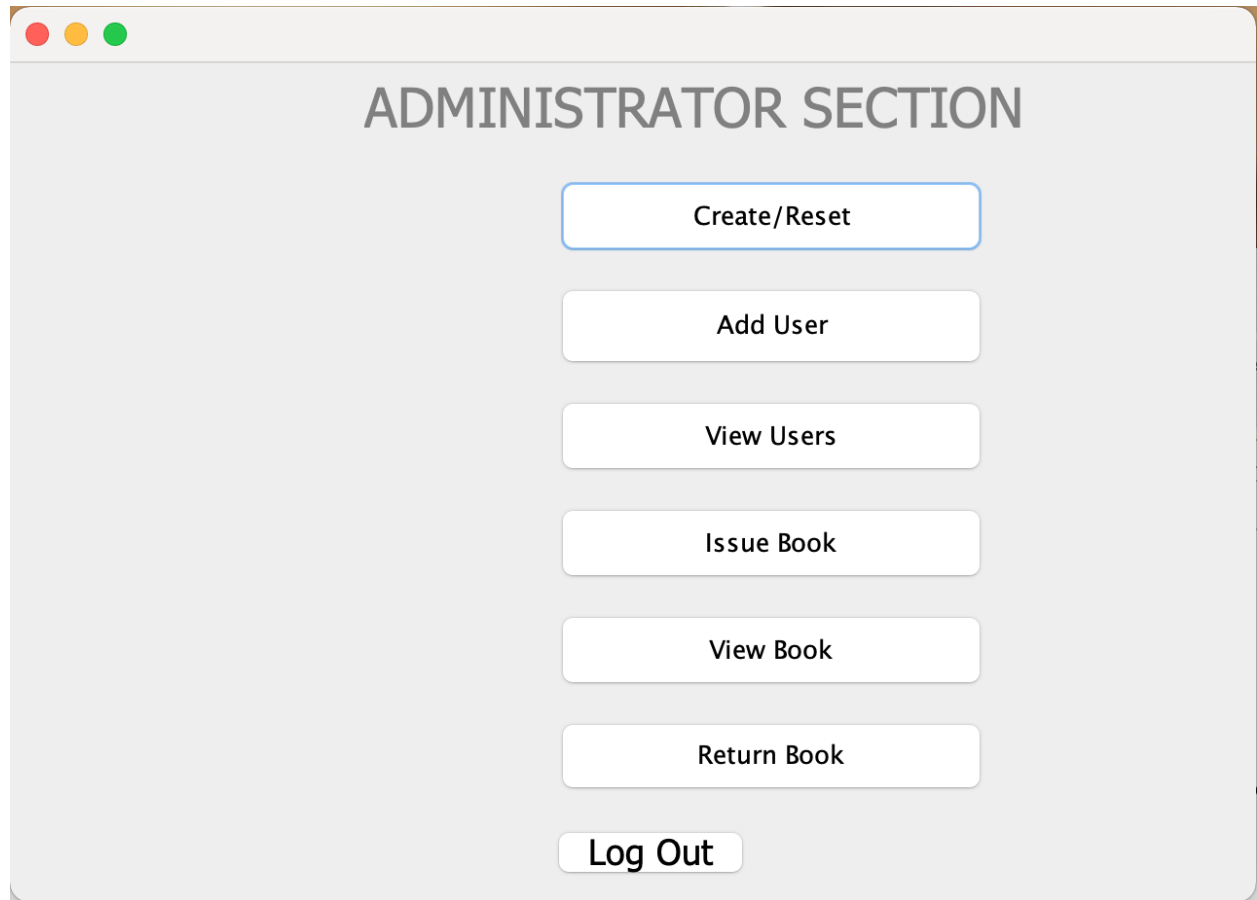 ADMINISTRATOR SECTION
Create/Reset
Add User
View Users
Issue Book
View Book
Return Book
Log Out